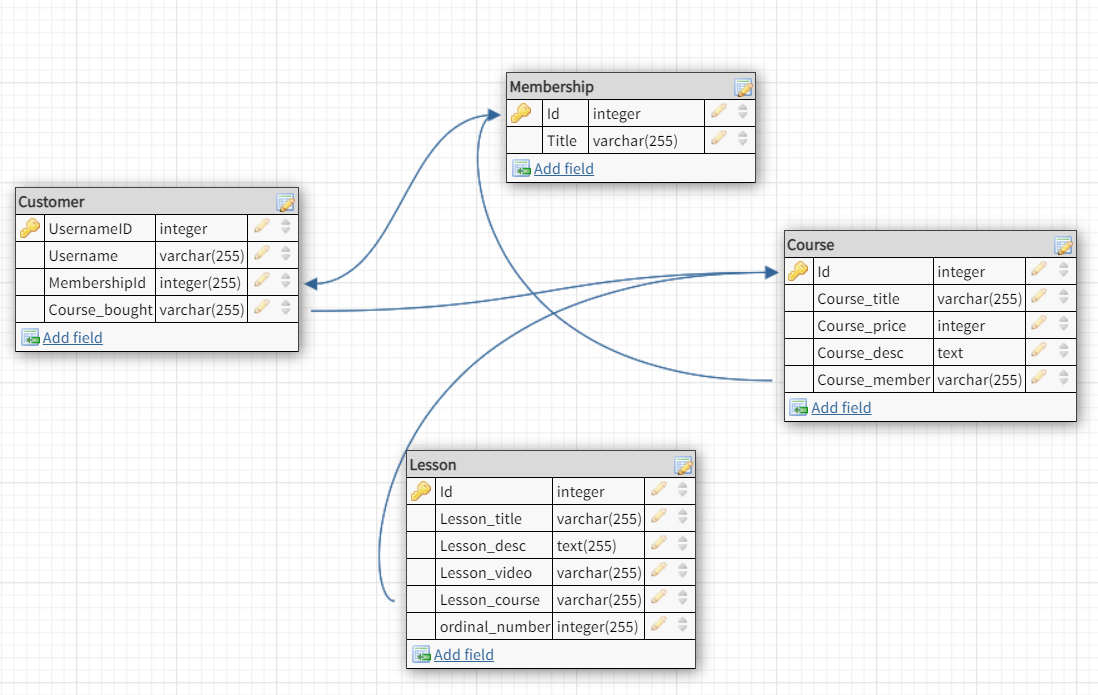 Membership
Id integer
Title varchar(255)
Add field
Customer
UsernameID integer
Username varchar(255)
MembershipId integer(255)
Course_bought varchar(255)
Add field
Course
Id integer
Course_title varchar(255)
Course_price integer
Course_desc text
Course_member varchar(255)
Add field
Lesson
Id integer
Lesson_title varchar(255)
Lesson_desc text(255)
Lesson_video varchar(255)
Lesson_course varchar(255)
ordinal_number integer(255)
Add field